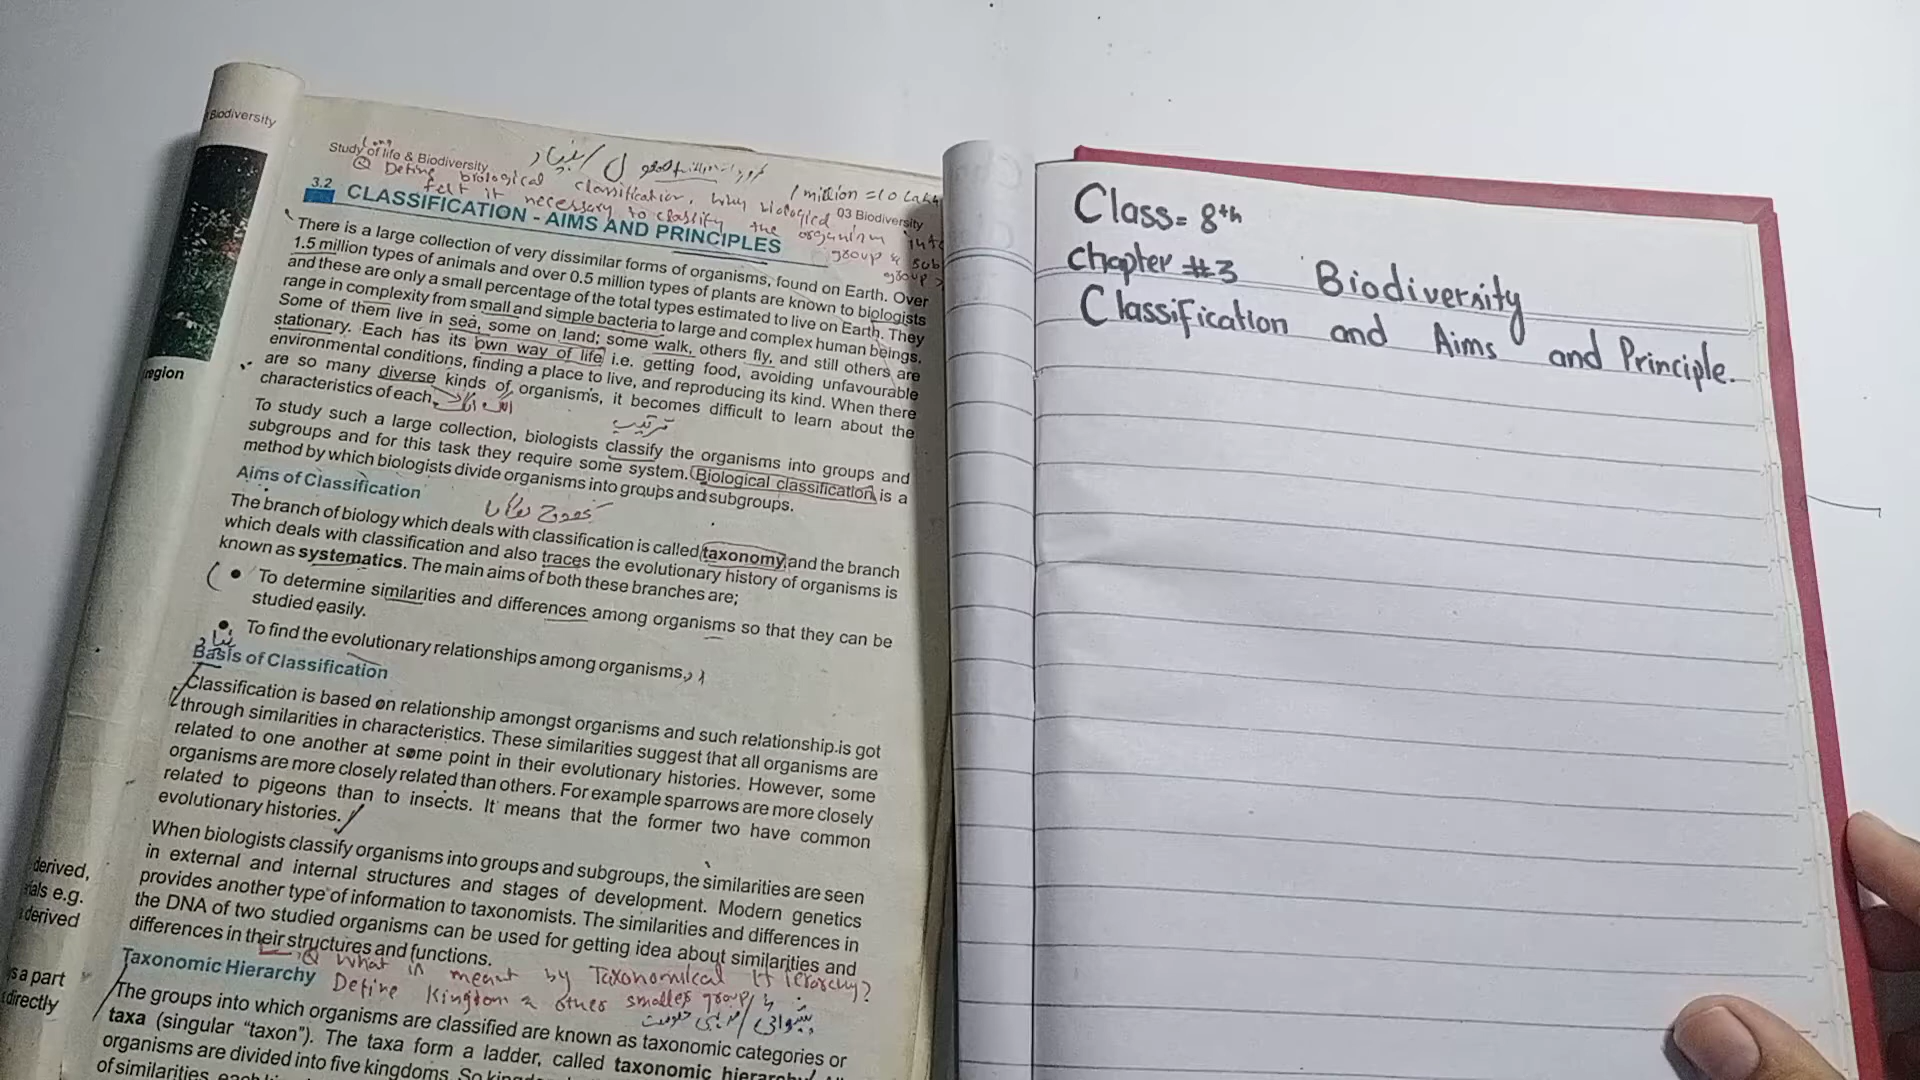 Biodiversity
region
derived,
rials e.g.
derived
s a part
directly
Study of life & Biodiversity
Long
Q Define biological classification, why biologied
felt it necessary to classify the organism into
group & sub
group
1 million = 10 Lakh
03 Biodiversity
3.2 CLASSIFICATION - AIMS AND PRINCIPLES
There is a large collection of very dissimilar forms of organisms, found on Earth. Over
1.5 million types of animals and over 0.5 million types of plants are known to biologists
and these are only a small percentage of the total types estimated to live on Earth. They
range in complexity from small and simple bacteria to large and complex human beings.
Some of them live in sea, some on land; some walk, others fly, and still others are
stationary. Each has its own way of life i.e. getting food, avoiding unfavourable
environmental conditions, finding a place to live, and reproducing its kind. When there
are so many diverse kinds of organisms, it becomes difficult to learn about the
characteristics of each.
ترتیب
To study such a large collection, biologists classify the organisms into groups and
subgroups and for this task they require some system. Biological classification is a
method by which biologists divide organisms into groups and subgroups.
Aims of Classification
The branch of biology which deals with classification is called taxonomy and the branch
which deals with classification and also traces the evolutionary history of organisms is
known as systematics. The main aims of both these branches are;
• To determine similarities and differences among organisms so that they can be
studied easily.
• To find the evolutionary relationships among organisms.
بنیاد
Basis of Classification
Classification is based on relationship amongst organisms and such relationship is got
through similarities in characteristics. These similarities suggest that all organisms are
related to one another at some point in their evolutionary histories. However, some
organisms are more closely related than others. For example sparrows are more closely
related to pigeons than to insects. It means that the former two have common
evolutionary histories.
When biologists classify organisms into groups and subgroups, the similarities are seen
in external and internal structures and stages of development. Modern genetics
provides another type of information to taxonomists. The similarities and differences in
the DNA of two studied organisms can be used for getting idea about similarities and
differences in their structures and functions.
Q What is meant by Taxonomical Hierarchy?
Taxonomic Hierarchy Define Kingdom & other smaller group
The groups into which organisms are classified are known as taxonomic categories or
taxa (singular "taxon"). The taxa form a ladder, called taxonomic hierarchy.
organisms are divided into five kingdoms. So
of similarities, each
Class= 8th
Chapter #3 Biodiversity
Classification and Aims and Principle.